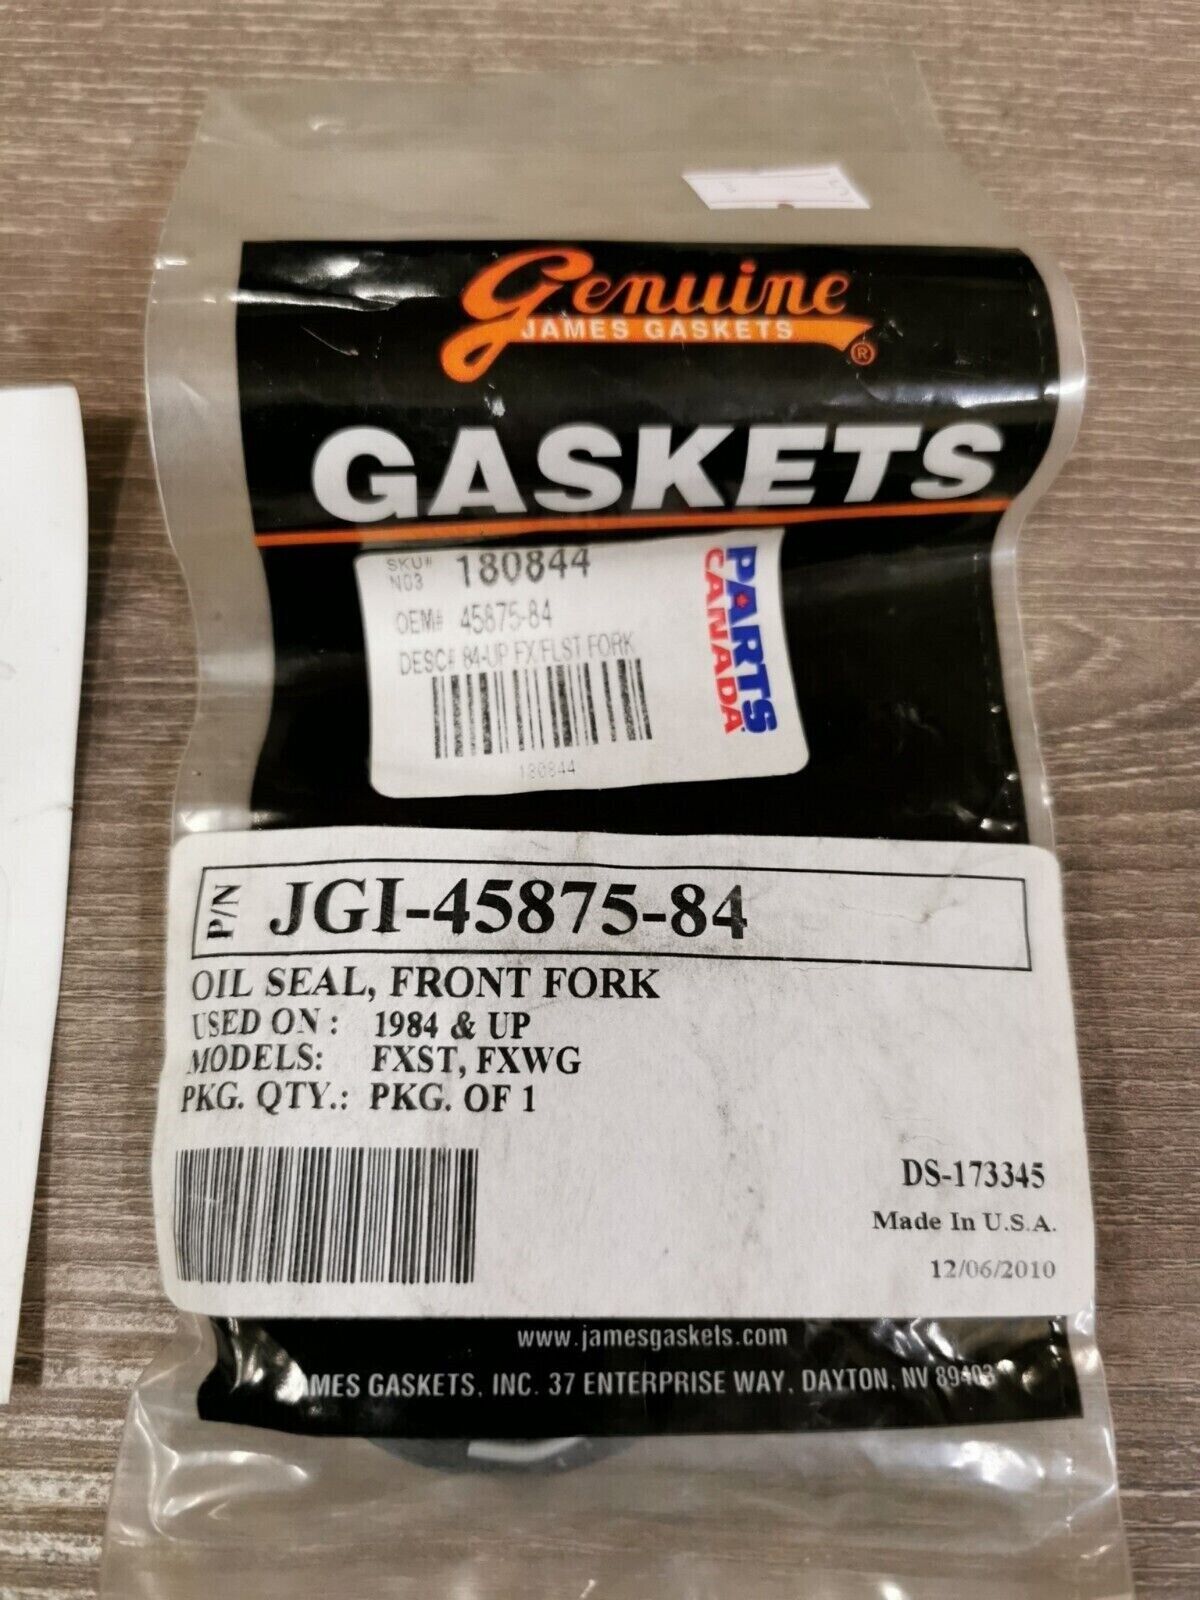 Genuine
JAMES GASKETS
®
GASKETS
SKU# 180844
N03
OEM# 45875-84
DESC# 84-UP FX/FLST FORK
180844
PARTS
CANADA
P/N JGI-45875-84
OIL SEAL, FRONT FORK
USED ON: 1984 & UP
MODELS: FXST, FXWG
PKG. QTY.: PKG. OF 1
DS-173345
Made In U.S.A.
12/06/2010
www.jamesgaskets.com
JAMES GASKETS, INC. 37 ENTERPRISE WAY, DAYTON, NV 89403